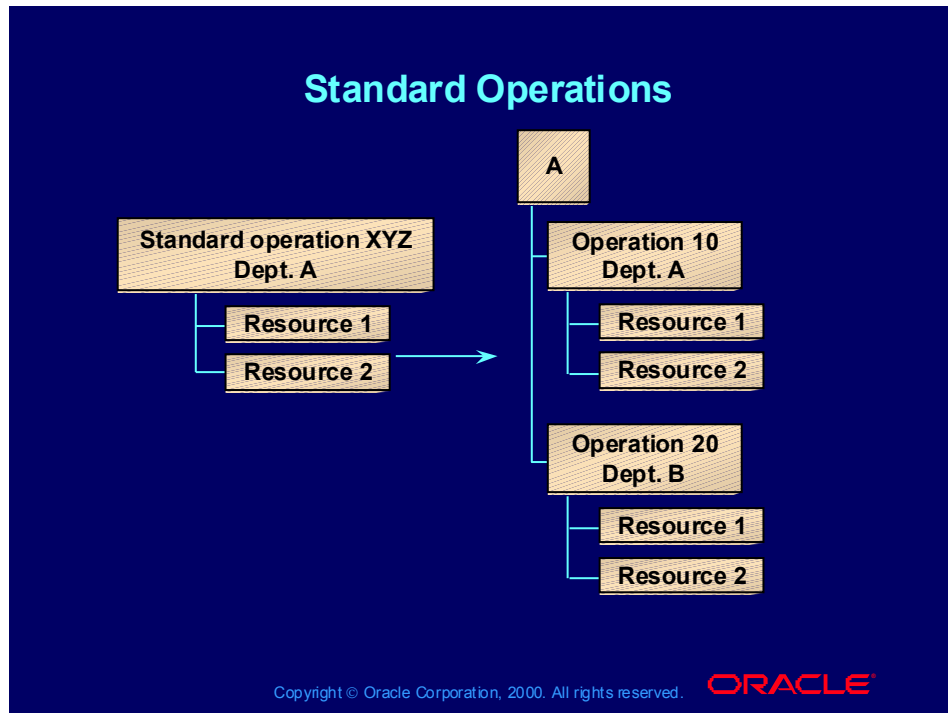 Standard Operations
Standard operation XYZ
Dept. A
Resource 1
Resource 2
A
Operation 10
Dept. A
Resource 1
Resource 2
Operation 20
Dept. B
Resource 1
Resource 2
Copyright © Oracle Corporation, 2000. All rights reserved.
ORACLE®